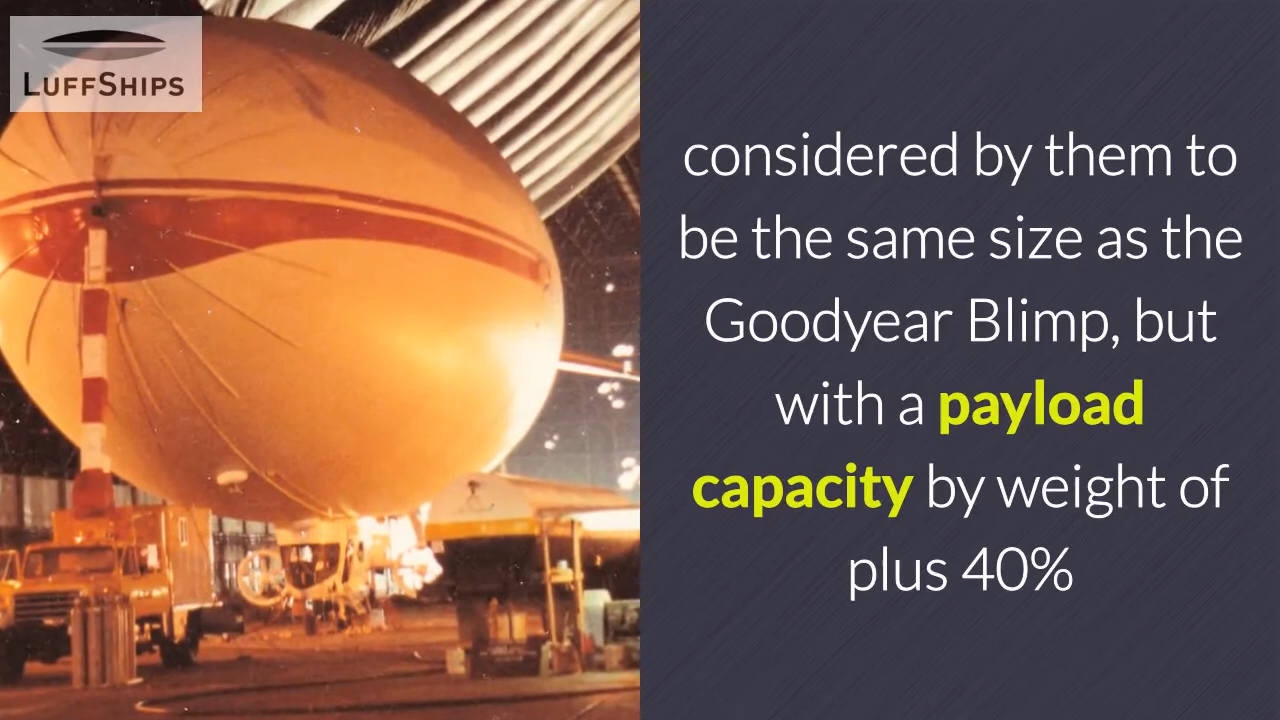 LUFFSHIPS
considered by them to
be the same size as the
Goodyear Blimp, but
with a payload
capacity by weight of
plus 40%